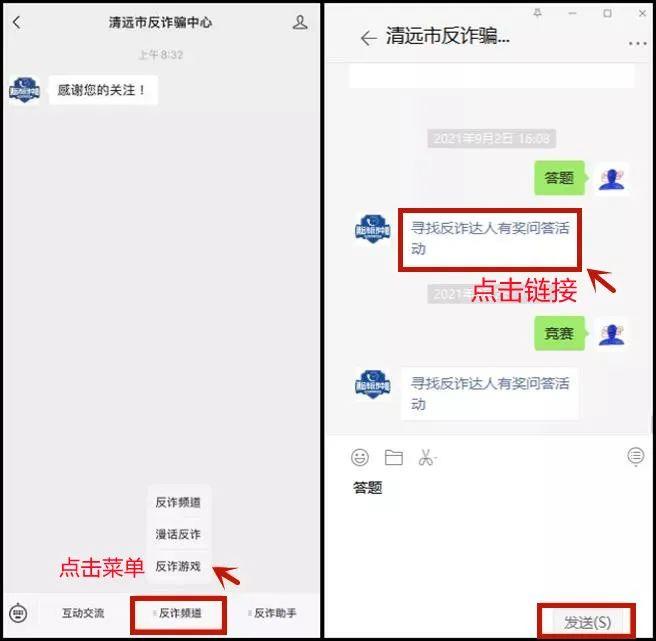 清远市反诈骗中心
上午8:32
感谢您的关注！
反诈频道
漫话反诈
反诈游戏
点击菜单
互动交流
反诈频道
反诈助手
清远市反诈骗...
2021年9月2日 16:08
答题
寻找反诈达人有奖问答活
动
点击链接
2021年
竞赛
寻找反诈达人有奖问答活
动
答题
发送(S)